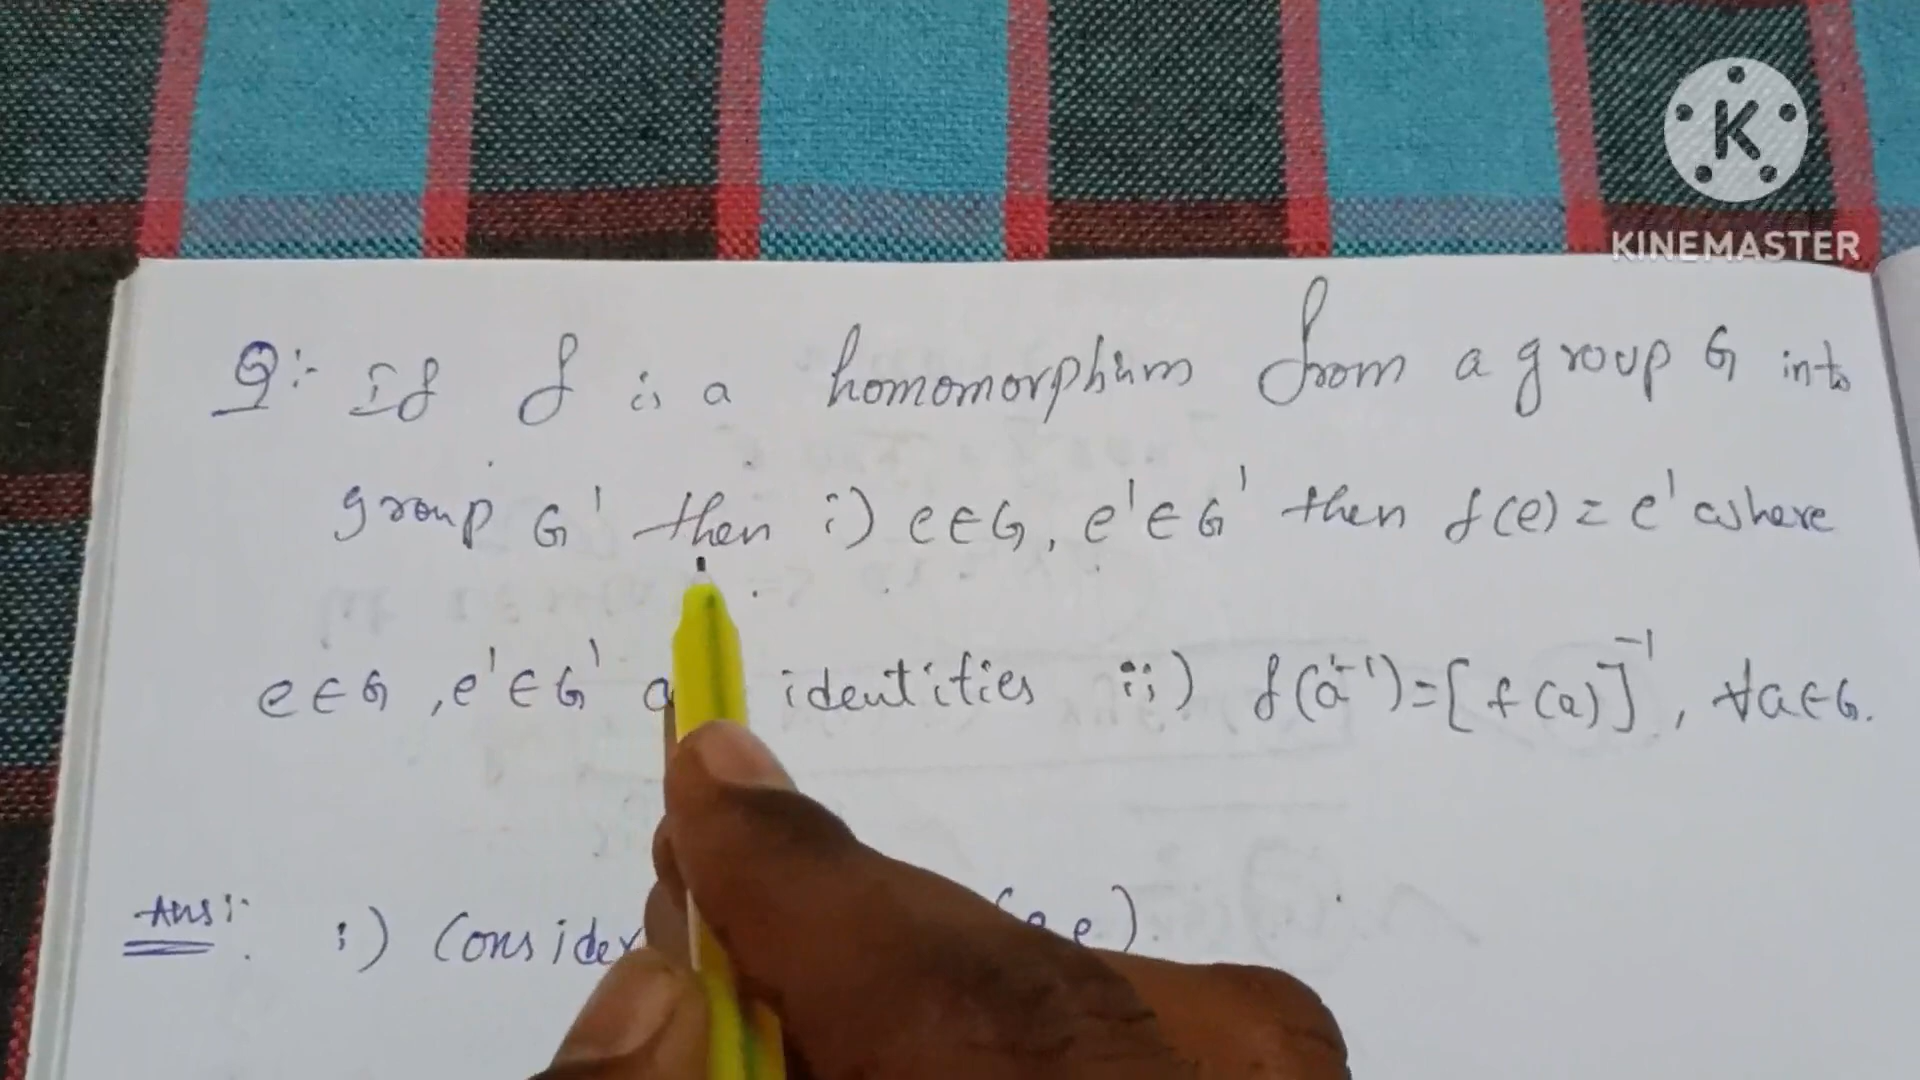 K
KINEMASTER
Q:- If f is a homomorphism from a group G into
group G' then i) e∈G, e'∈G' then f(e) = e' where
e∈G, e'∈G' identities ii) f(a⁻¹) = [f(a)]⁻¹, ∀a∈G.
Ans:- i) Consider e)